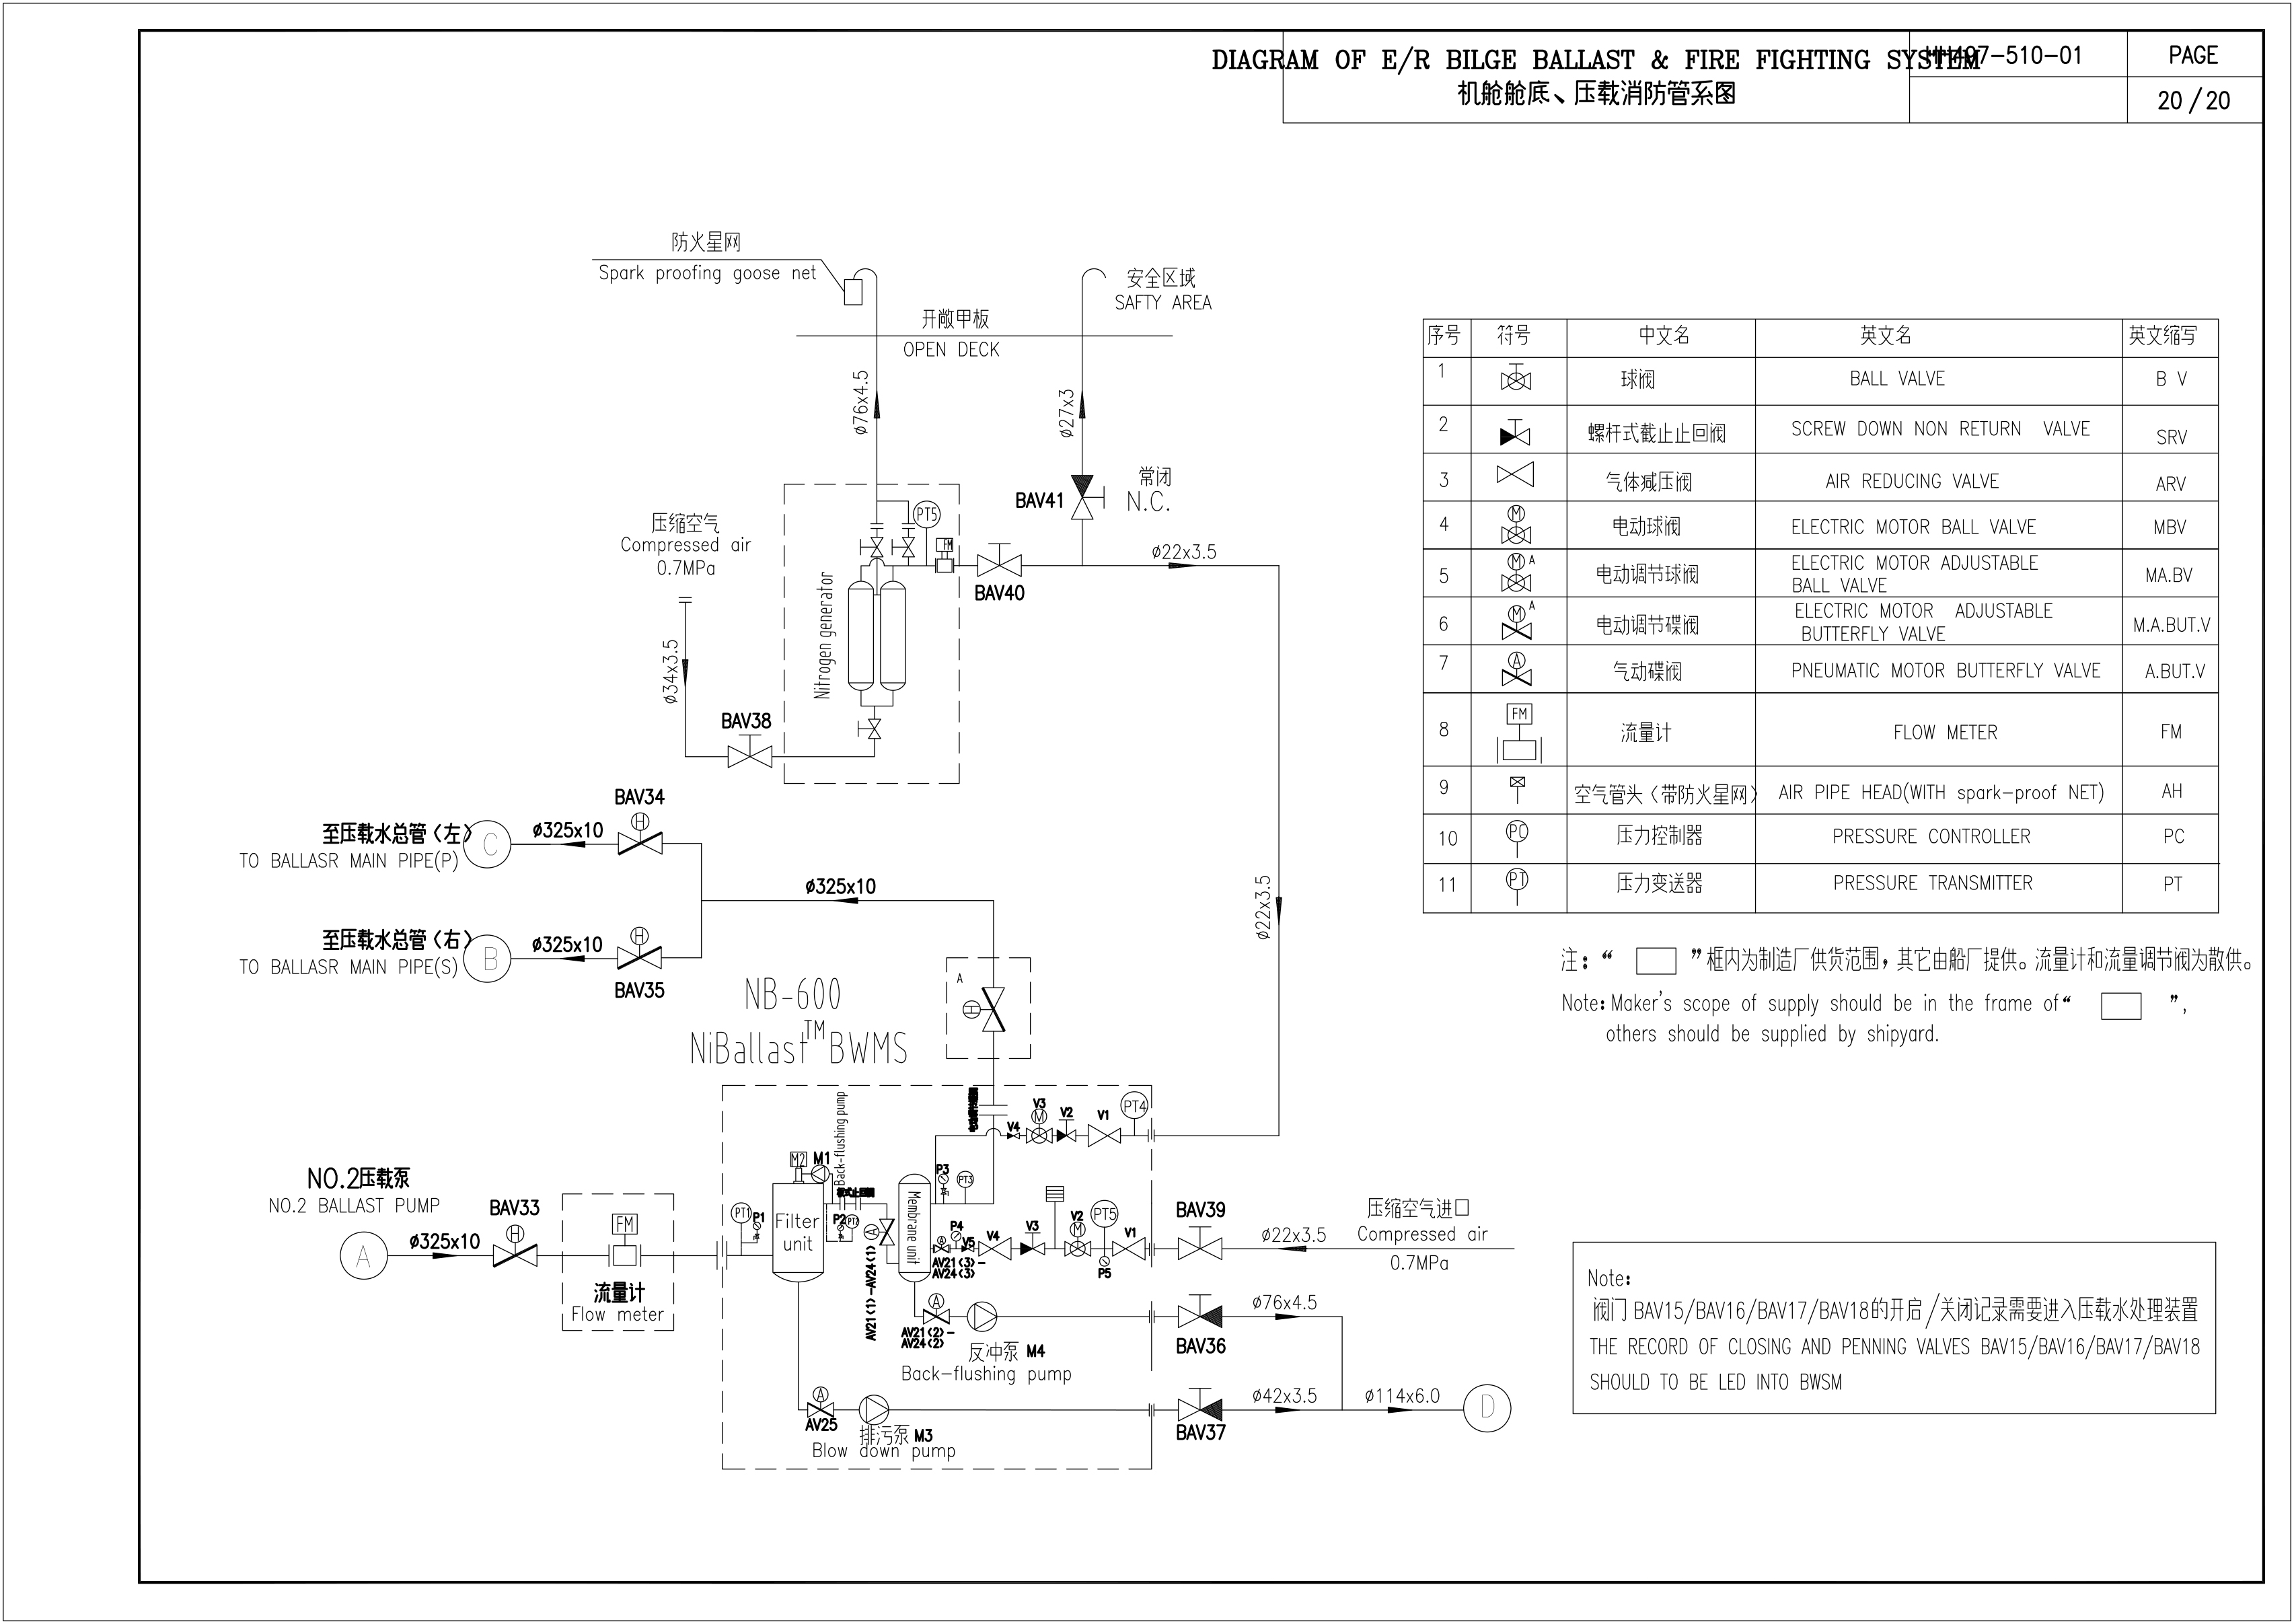 DIAGRAM OF E/R BILGE BALLAST & FIRE FIGHTING SYSTEM
机舱舱底、压载消防管系图
-510-01
PAGE
20/20
防火星网
Spark proofing goose net
安全区域
SAFTY AREA
开敞甲板
OPEN DECK
ø76x4.5
ø27x3
常闭
N.C.
BAV41
PT5
FM
压缩空气
Compressed air
0.7MPa
ø22x3.5
BAV40
Nitrogen generator
ø34x3.5
BAV38
ø22x3.5
BAV34
H
至压载水总管（左）
C
ø325x10
TO BALLASR MAIN PIPE(P)
ø325x10
至压载水总管（右）
B
ø325x10
H
TO BALLASR MAIN PIPE(S)
BAV35
NB-600
NiBallast™BWMS
A
H
Back-flushing pump
V4
V3
M
V2
V1
PT4
NO.2压载泵
NO.2 BALLAST PUMP
A
ø325x10
BAV33
H
FM
流量计
Flow meter
M2
M1
PT1
P1
Filter
unit
P2
PT2
A
AV21(1)-AV24(1)
Membrane unit
P3
PT3
A
P4
V5
V4
V3
V2
M
PT5
V1
P5
AV21(3)-
AV24(3)
BAV39
ø22x3.5
压缩空气进口
Compressed air
0.7MPa
A
AV21(2)-
AV24(2)
反冲泵 M4
Back-flushing pump
BAV36
ø76x4.5
A
AV25
排污泵 M3
Blow down pump
BAV37
ø42x3.5
ø114x6.0
D
序号 符号 中文名 英文名 英文缩写
1 球阀 BALL VALVE B V
2 螺杆式截止止回阀 SCREW DOWN NON RETURN VALVE SRV
3 气体减压阀 AIR REDUCING VALVE ARV
4 M 电动球阀 ELECTRIC MOTOR BALL VALVE MBV
5 M A 电动调节球阀 ELECTRIC MOTOR ADJUSTABLE
BALL VALVE MA.BV
6 M A 电动调节碟阀 ELECTRIC MOTOR ADJUSTABLE
BUTTERFLY VALVE M.A.BUT.V
7 A 气动碟阀 PNEUMATIC MOTOR BUTTERFLY VALVE A.BUT.V
8 FM 流量计 FLOW METER FM
9 空气管头（带防火星网） AIR PIPE HEAD(WITH spark-proof NET) AH
10 PC 压力控制器 PRESSURE CONTROLLER PC
11 PT 压力变送器 PRESSURE TRANSMITTER PT
注：“ ”框内为制造厂供货范围，其它由船厂提供。流量计和流量调节阀为散供。
Note: Maker's scope of supply should be in the frame of “ ”,
others should be supplied by shipyard.
Note:
阀门BAV15/BAV16/BAV17/BAV18的开启/关闭记录需要进入压载水处理装置
THE RECORD OF CLOSING AND PENNING VALVES BAV15/BAV16/BAV17/BAV18
SHOULD TO BE LED INTO BWSM